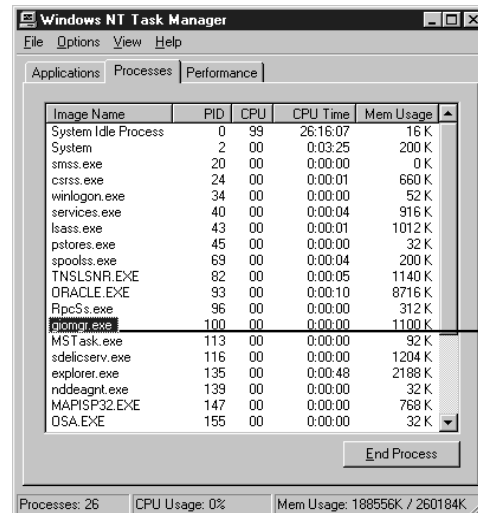 Windows NT Task Manager
File Options View Help
Applications Processes Performance
Image Name PID CPU CPU Time Mem Usage
System Idle Process 0 99 26:16:07 16 K
System 2 00 0:03:25 200 K
smss.exe 20 00 0:00:00 0 K
csrss.exe 24 00 0:00:01 660 K
winlogon.exe 34 00 0:00:00 52 K
services.exe 40 00 0:00:04 916 K
lsass.exe 43 00 0:00:01 1012 K
pstores.exe 45 00 0:00:00 32 K
spoolss.exe 69 00 0:00:04 200 K
TNSLSNR.EXE 82 00 0:00:05 1140 K
ORACLE.EXE 93 00 0:00:10 8716 K
RpcSs.exe 96 00 0:00:00 312 K
giomgr.exe 100 00 0:00:00 1100 K
MSTask.exe 113 00 0:00:00 92 K
sdelicserv.exe 116 00 0:00:00 1204 K
explorer.exe 135 00 0:00:48 2188 K
nddeagnt.exe 139 00 0:00:00 32 K
MAPISP32.EXE 147 00 0:00:00 768 K
OSA.EXE 155 00 0:00:00 32 K
End Process
Processes: 26 CPU Usage: 0% Mem Usage: 188556K / 260184K